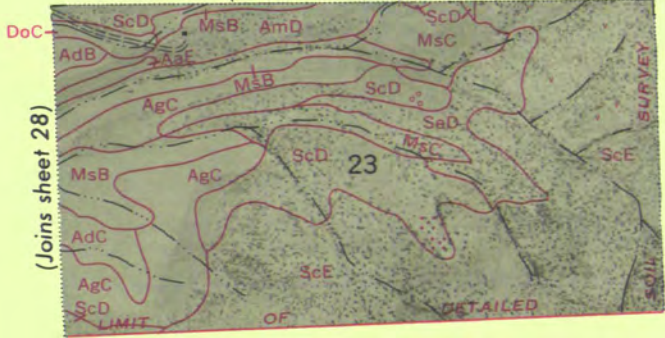 ScD
MsB
AmD
ScD
DoC
MsC
AdB
AaE
MsB
ScD
AgC
SaD
MsC
ScD
23
ScE
MsB
AgC
(Joins sheet 28)
AdC
ScE
AgC
ScD
LIMIT OF DETAILED
SOIL SURVEY